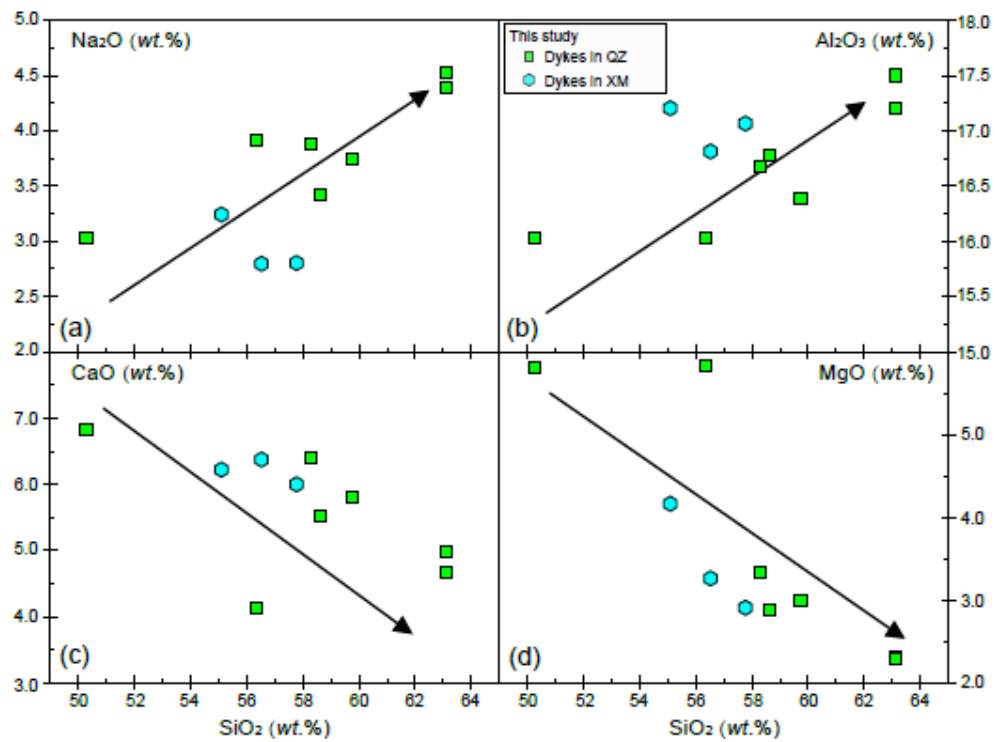 5.0
4.5
4.0
3.5
3.0
2.5
2.0
Na₂O (wt.%)
(a)
This study
Dykes in QZ
Dykes in XM
Al₂O₃ (wt.%)
(b)
18.0
17.5
17.0
16.5
16.0
15.5
15.0
CaO (wt.%)
7.0
6.0
5.0
4.0
3.0
(c)
MgO (wt.%)
(d)
5.0
4.0
3.0
2.0
50 52 54 56 58 60 62 64
SiO₂ (wt.%)
50 52 54 56 58 60 62 64
SiO₂ (wt.%)